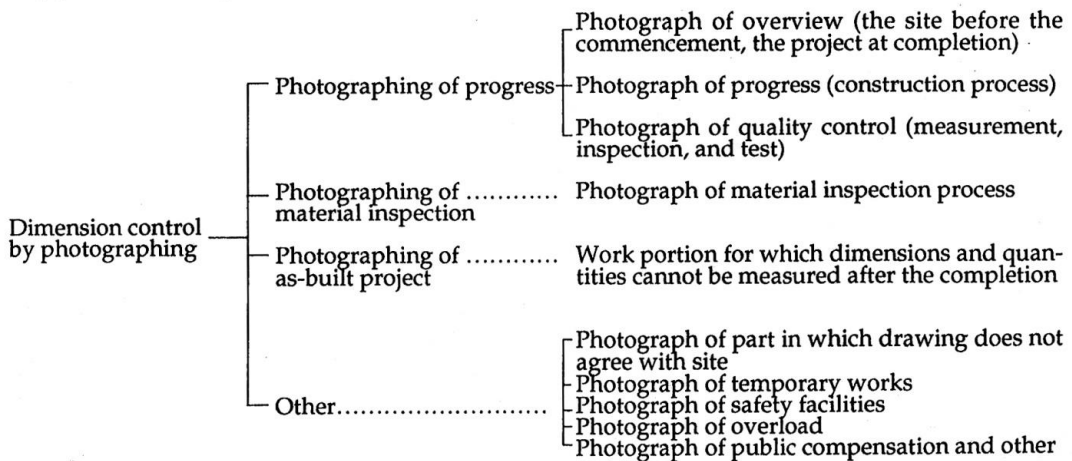 Photograph of overview (the site before the
commencement, the project at completion)
Photographing of progress
Photograph of progress (construction process)
Photograph of quality control (measurement,
inspection, and test)
Photographing of ............ Photograph of material inspection process
material inspection
Dimension control
by photographing
Photographing of ............ Work portion for which dimensions and quan-
as-built project
tities cannot be measured after the completion
Photograph of part in which drawing does not
agree with site
Photograph of temporary works
Other...........................
Photograph of safety facilities
Photograph of overload
Photograph of public compensation and other